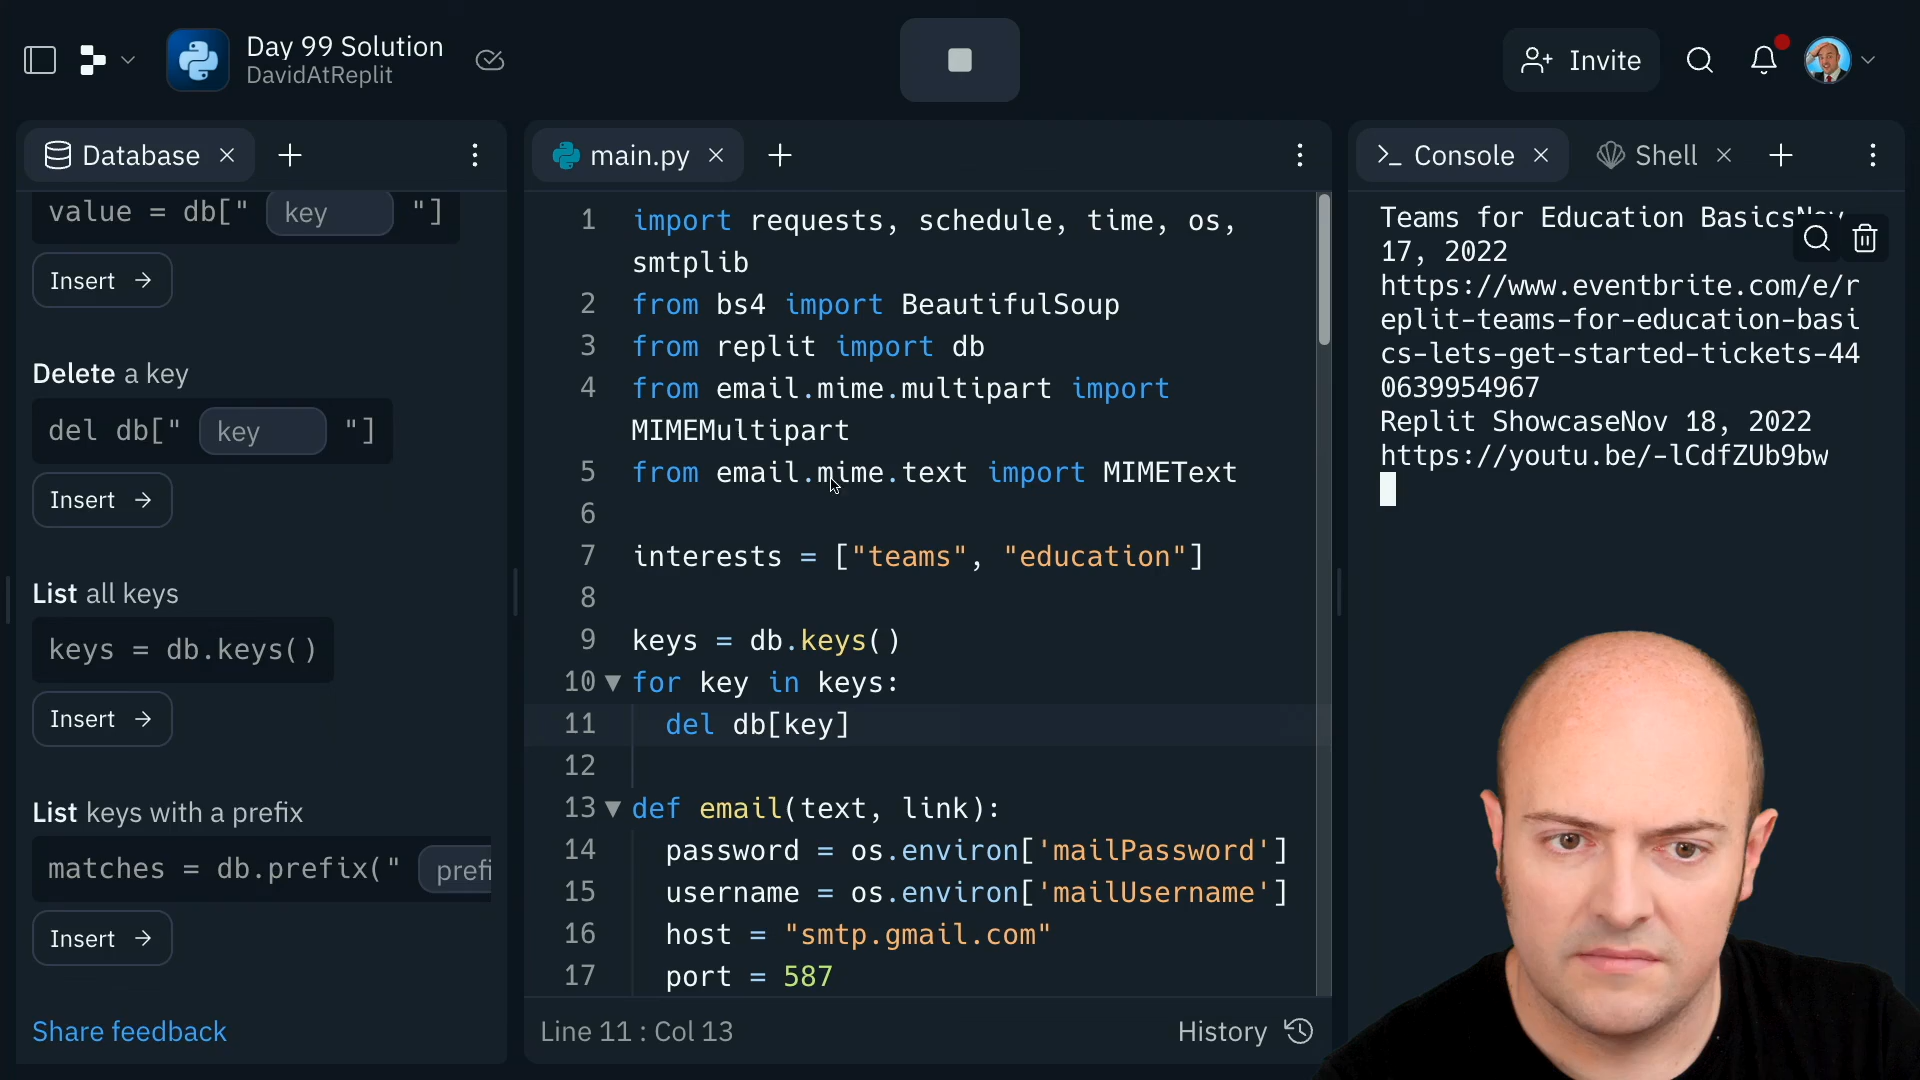 Day 99 Solution
DavidAtReplit
Invite
Database
value = db[" key "]
Insert →
Delete a key
del db[" key "]
Insert →
List all keys
keys = db.keys()
Insert →
List keys with a prefix
matches = db.prefix(" prefi
Insert →
Share feedback
main.py
1 import requests, schedule, time, os,
smtplib
2 from bs4 import BeautifulSoup
3 from replit import db
4 from email.mime.multipart import
MIMEMultipart
5 from email.mime.text import MIMEText
6
7 interests = ["teams", "education"]
8
9 keys = db.keys()
10 for key in keys:
11 del db[key]
12
13 def email(text, link):
14 password = os.environ['mailPassword']
15 username = os.environ['mailUsername']
16 host = "smtp.gmail.com"
17 port = 587
Line 11 : Col 13
History
Console
Shell
Teams for Education BasicsNov
17, 2022
https://www.eventbrite.com/e/r
eplit-teams-for-education-basi
cs-lets-get-started-tickets-44
0639954967
Replit ShowcaseNov 18, 2022
https://youtu.be/-lCdfZUb9bw